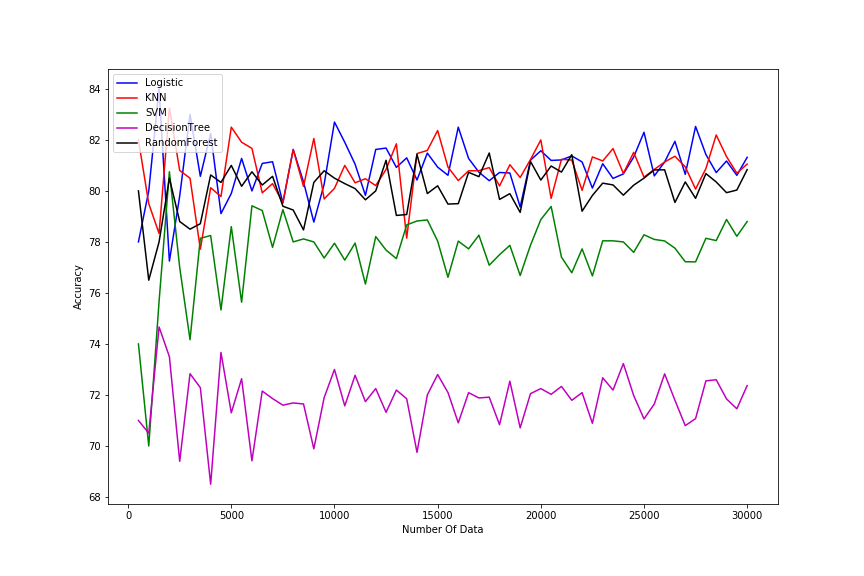 Logistic
KNN
SVM
DecisionTree
RandomForest
84
82
80
78
76
74
72
70
68
Accuracy
0
5000
10000
15000
20000
25000
30000
Number Of Data